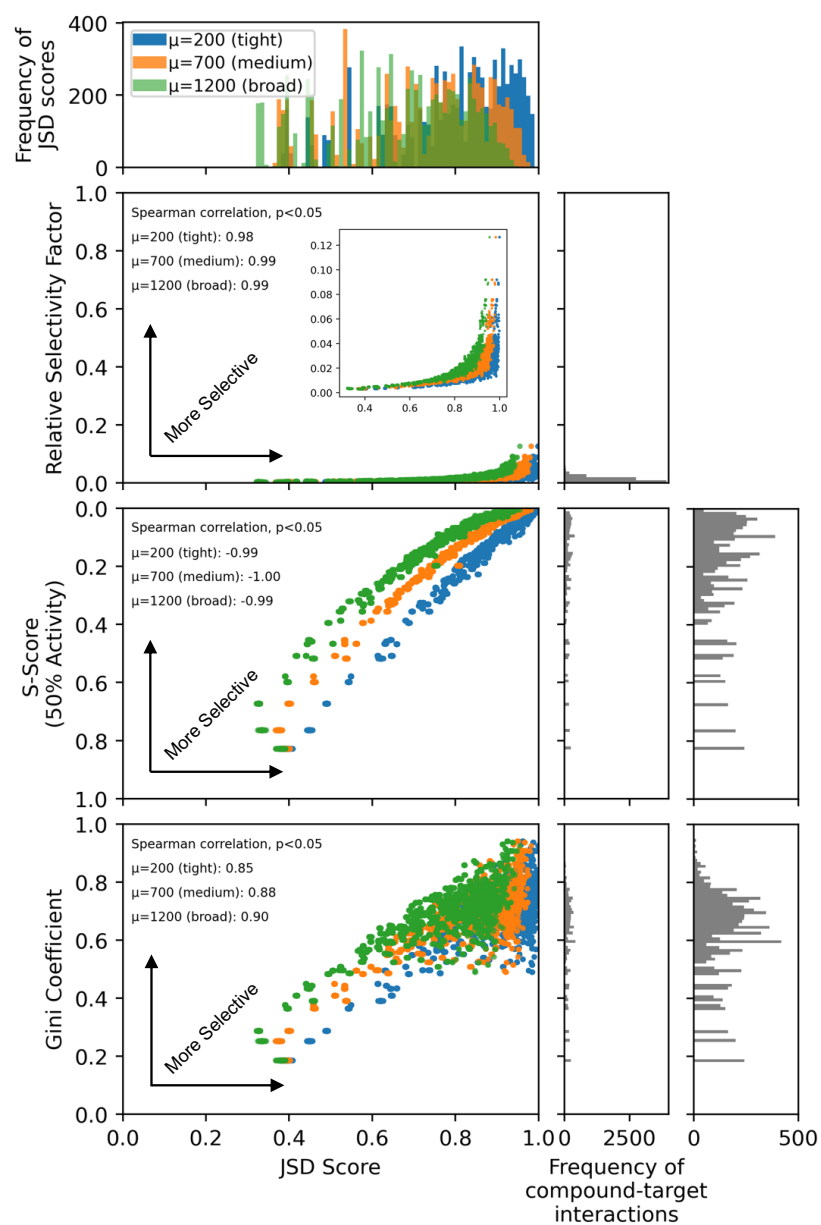 400
200
0
Frequency of
JSD scores
μ=200 (tight)
μ=700 (medium)
μ=1200 (broad)
1.0
0.8
0.6
0.4
0.2
0.0
Relative Selectivity Factor
Spearman correlation, p<0.05
μ=200 (tight): 0.98
μ=700 (medium): 0.99
μ=1200 (broad): 0.99
More Selective
0.12
0.10
0.08
0.06
0.04
0.02
0.00
0.4
0.6
0.8
1.0
0.0
0.2
0.4
0.6
0.8
1.0
S-Score
(50% Activity)
Spearman correlation, p<0.05
μ=200 (tight): -0.99
μ=700 (medium): -1.00
μ=1200 (broad): -0.99
More Selective
1.0
0.8
0.6
0.4
0.2
0.0
Gini Coefficient
Spearman correlation, p<0.05
μ=200 (tight): 0.85
μ=700 (medium): 0.88
μ=1200 (broad): 0.90
More Selective
0.0
0.2
0.4
0.6
0.8
1.0
JSD Score
0
2500
0
500
Frequency of
compound-target
interactions